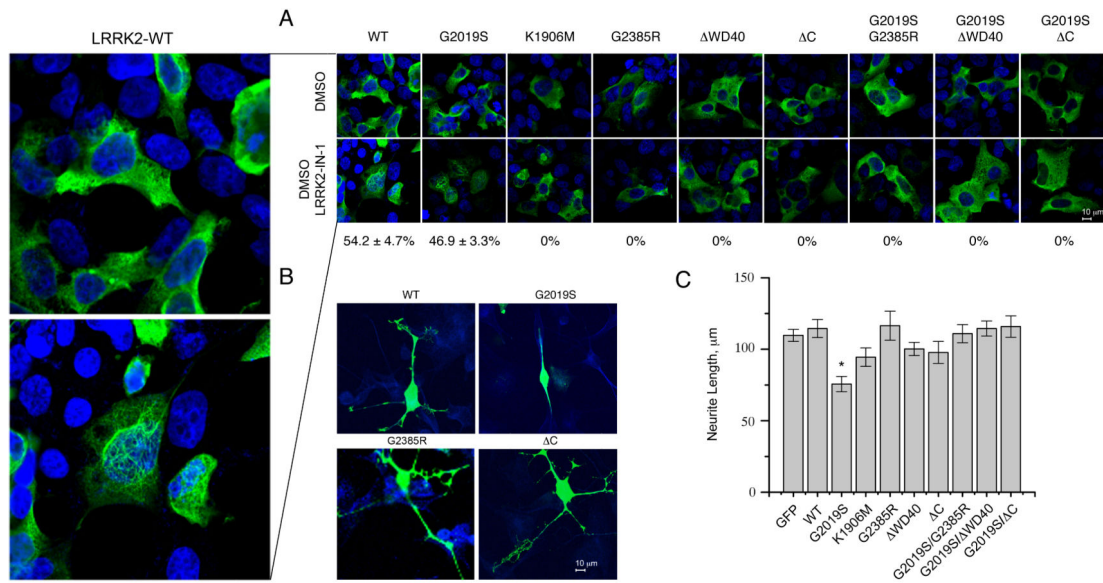 LRRK2-WT
A
WT
G2019S
K1906M
G2385R
ΔWD40
ΔC
G2019S
G2385R
G2019S
ΔWD40
G2019S
ΔC
DMSO
DMSO
LRRK2-IN-1
10 μm
54.2 ± 4.7%
46.9 ± 3.3%
0%
0%
0%
0%
0%
0%
0%
B
WT
G2019S
G2385R
ΔC
10 μm
C
Neurite Length, μm
150
100
50
0
*
GFP
WT
G2019S
K1906M
G2385R
ΔWD40
ΔC
G2019S/G2385R
G2019S/ΔWD40
G2019S/ΔC